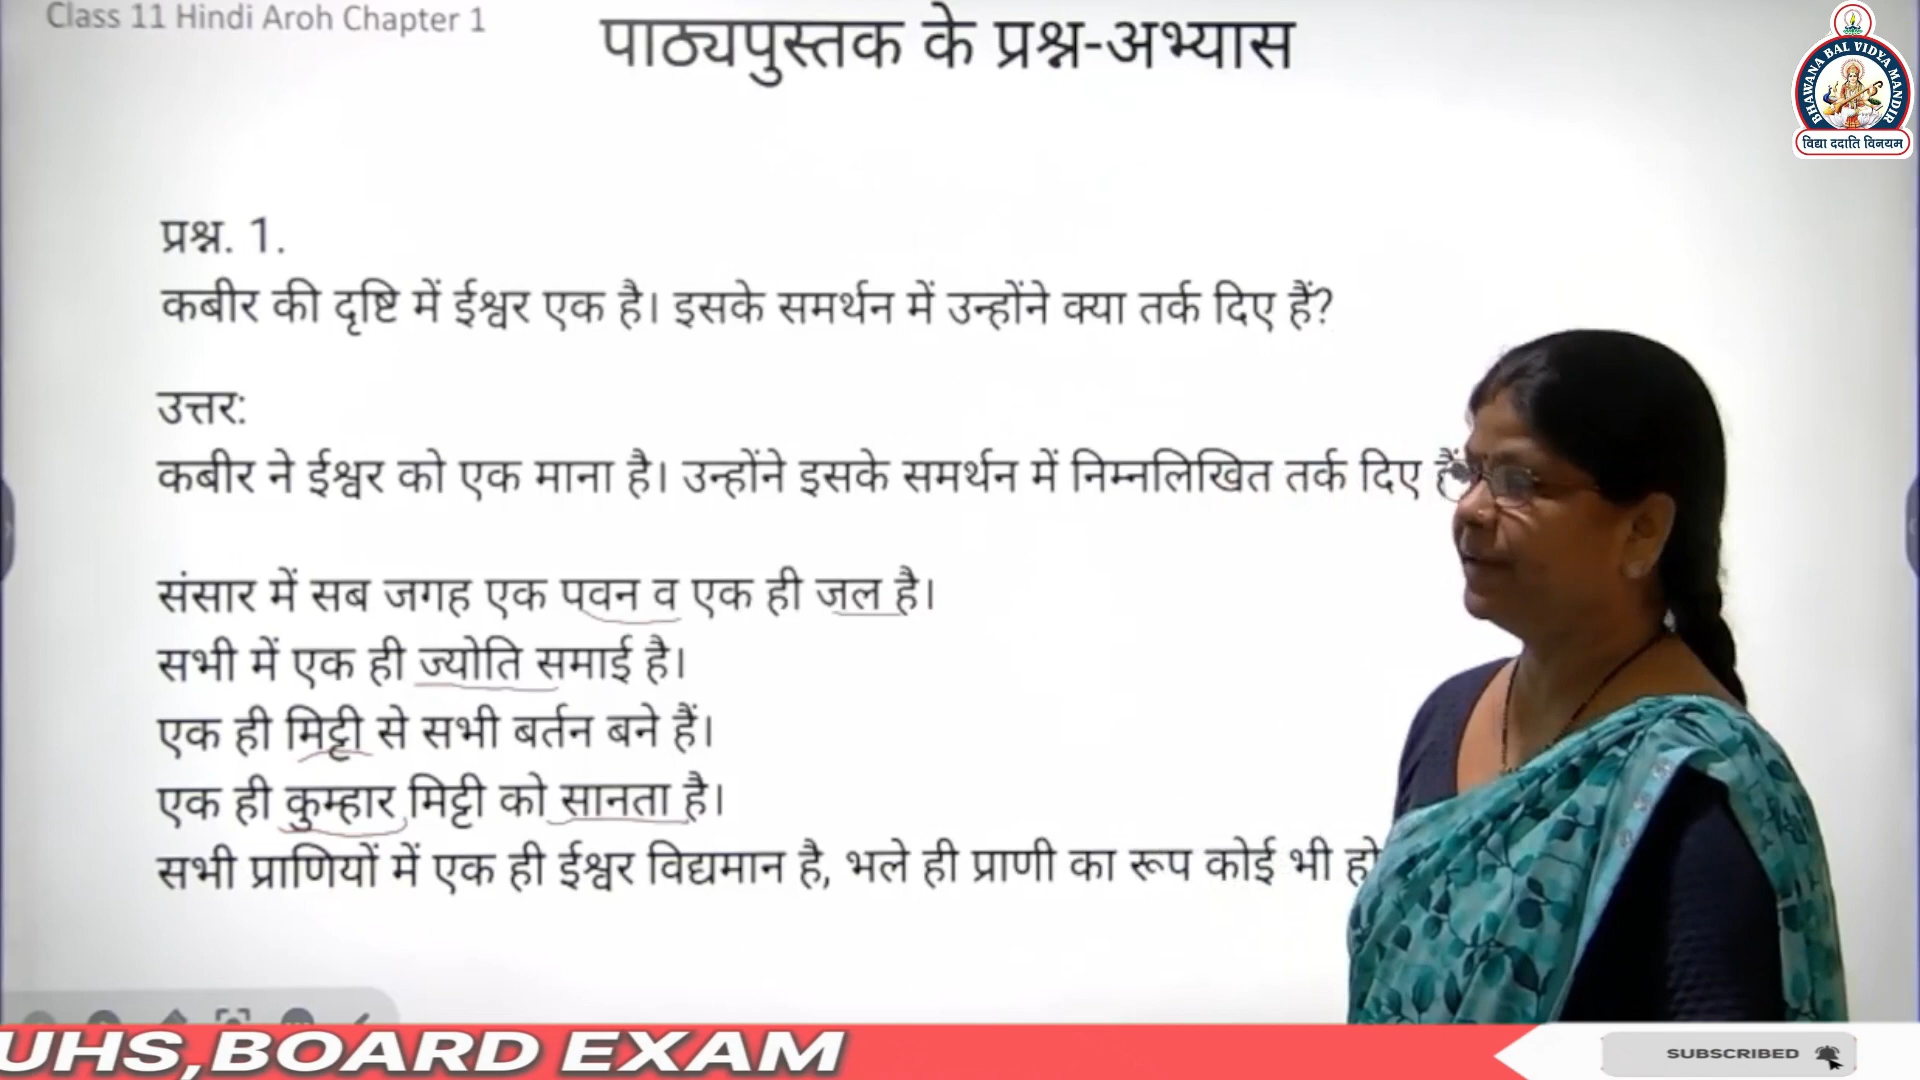 Class 11 Hindi Aroh Chapter 1
पाठ्यपुस्तक के प्रश्न-अभ्यास
BHAWANA BAL VIDYA MANDIR
विद्या ददाति विनयम
प्रश्न. 1.
कबीर की दृष्टि में ईश्वर एक है। इसके समर्थन में उन्होंने क्या तर्क दिए हैं?
उत्तर:
कबीर ने ईश्वर को एक माना है। उन्होंने इसके समर्थन में निम्नलिखित तर्क दिए हैं
संसार में सब जगह एक पवन व एक ही जल है।
सभी में एक ही ज्योति समाई है।
एक ही मिट्टी से सभी बर्तन बने हैं।
एक ही कुम्हार मिट्टी को सानता है।
सभी प्राणियों में एक ही ईश्वर विद्यमान है, भले ही प्राणी का रूप कोई भी हो
UHS,BOARD EXAM
SUBSCRIBED